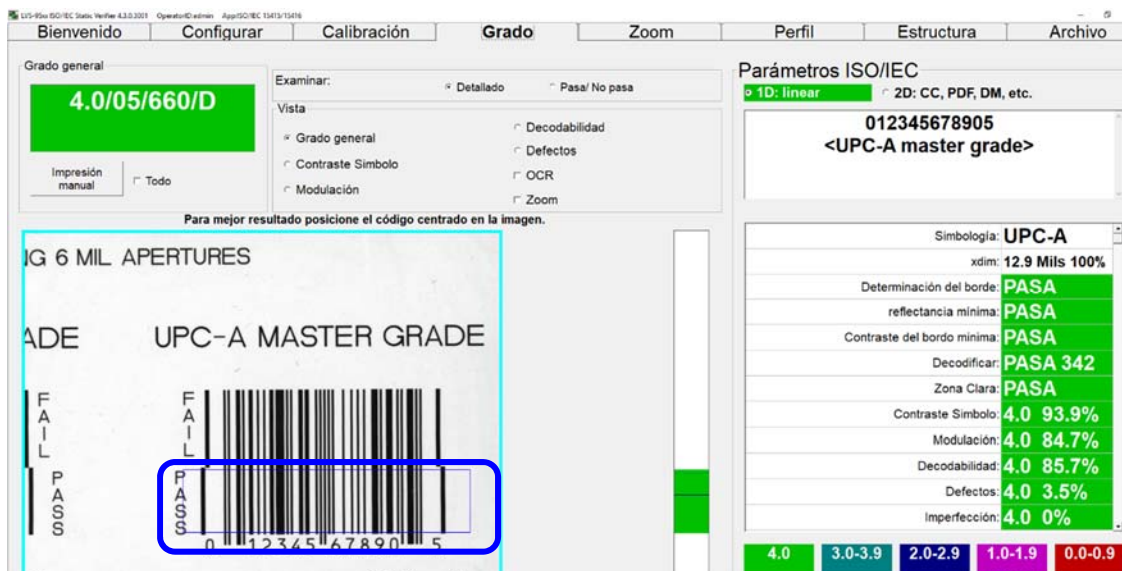 LVS-95xx ISO/IEC Static Verifier 4.3.0.3001 OperatorID:admin App:ISO/IEC 15415/15416
Bienvenido Configurar Calibración Grado Zoom Perfil Estructura Archivo
Grado general
4.0/05/660/D
Impresión
manual
Todo
Examinar:
Detallado
Pasa/ No pasa
Vista
Grado general
Contraste Simbolo
Modulación
Decodabilidad
Defectos
OCR
Zoom
Para mejor resultado posicione el código centrado en la imagen.
NG 6 MIL APERTURES
ADE UPC-A MASTER GRADE
FAIL
FAIL
PASS
PASS
0 12345 67890 5
Parámetros ISO/IEC
1D: linear
2D: CC, PDF, DM, etc.
012345678905
<UPC-A master grade>
Simbología: UPC-A
xdim: 12.9 Mils 100%
Determinación del borde: PASA
reflectancia mínima: PASA
Contraste del bordo minima: PASA
Decodificar: PASA 342
Zona Clara: PASA
Contraste Simbolo: 4.0 93.9%
Modulación: 4.0 84.7%
Decodabilidad: 4.0 85.7%
Defectos: 4.0 3.5%
Imperfección: 4.0 0%
4.0 3.0-3.9 2.0-2.9 1.0-1.9 0.0-0.9